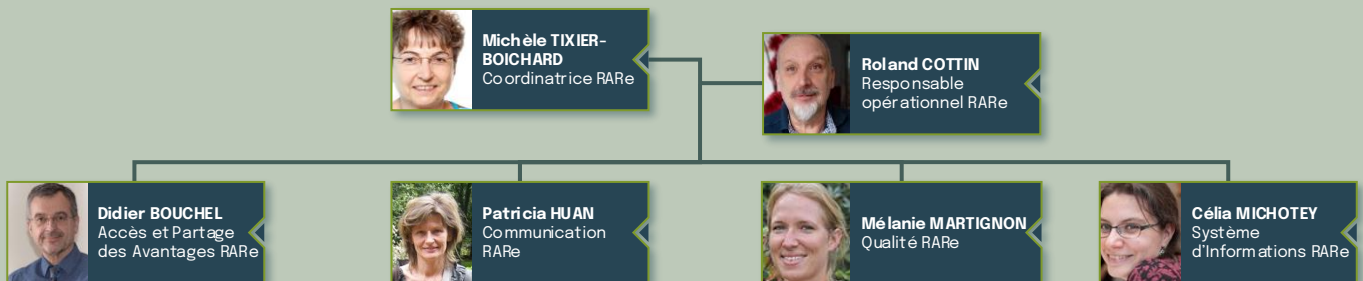 Michèle TIXIER-
BOICHARD
Coordinatrice RARe
Roland COTTIN
Responsable
opérationnel RARe
Didier BOUCHEL
Accès et Partage
des Avantages RARe
Patricia HUAN
Communication
RARe
Mélanie MARTIGNON
Qualité RARe
Célia MICHOTEY
Système
d'Informations RARe